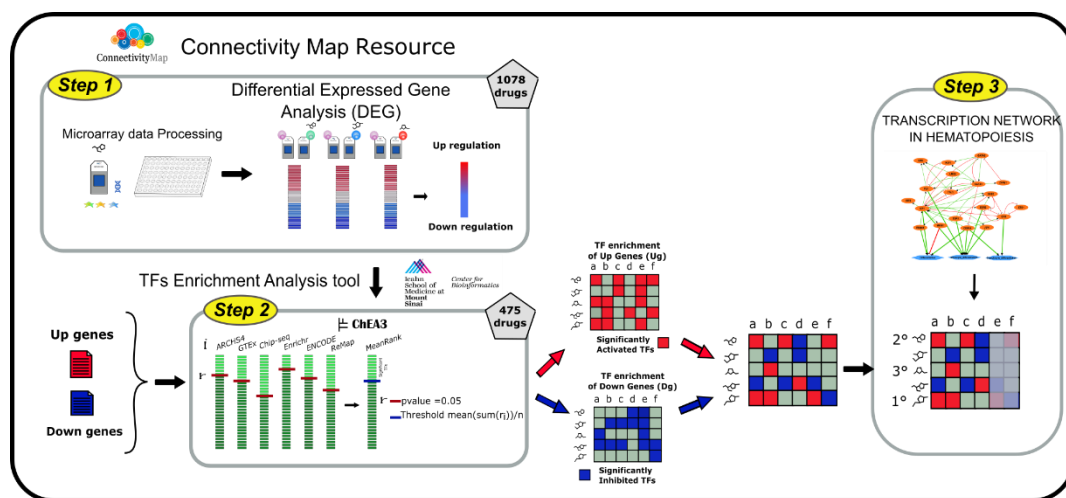 ConnectivityMap
Connectivity Map Resource
Step 1
1078
drugs
Differential Expressed Gene
Analysis (DEG)
Microarray data Processing
Up regulation
Down regulation
TFs Enrichment Analysis tool
Icahn
School of
Medicine at
Mount
Sinai
Center for
Bioinformatics
Step 2
475
drugs
ChEA3
Up genes
Down genes
ARCHS4
GTEx
Chip-seq
Enrichr
ENCODE
ReMap
MeanRank
pvalue =0.05
Threshold mean(sum(rj))/n
TF enrichment
of Up Genes (Ug)
a b c d e f
Significantly
Activated TFs
TF enrichment
of Down Genes (Dg)
a b c d e f
Significantly
Inhibited TFs
a b c d e f
Step 3
TRANSCRIPTION NETWORK
IN HEMATOPOIESIS
a b c d e f
2º
3º
1º